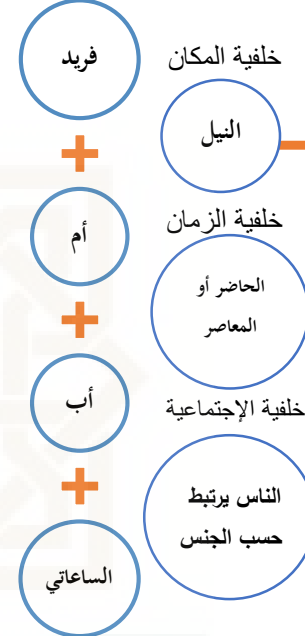 خلفية المكان
النيل
خلفية الزمان
الحاضر أو
المعاصر
خلفية الإجتماعية
الناس يرتبط
حسب الجنس
فريد
أم
أب
الساعاتي